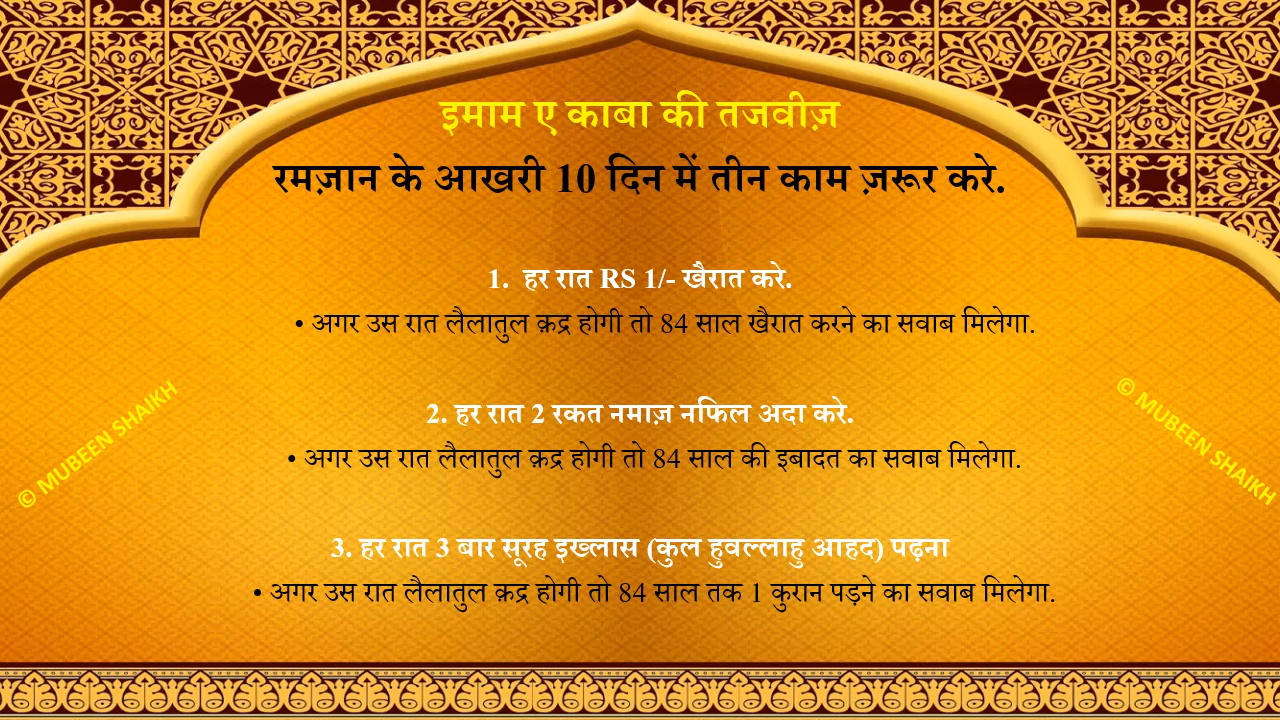 इमाम ए काबा की तजवीज़
रमज़ान के आखरी 10 दिन में तीन काम ज़रूर करे.
1. हर रात RS 1/- खैरात करे.
• अगर उस रात लैलातुल क़द्र होगी तो 84 साल खैरात करने का सवाब मिलेगा.
© MUBEEN SHAIKH
© MUBEEN SHAIKH
2. हर रात 2 रकत नमाज़ नफिल अदा करे.
• अगर उस रात लैलातुल क़द्र होगी तो 84 साल की इबादत का सवाब मिलेगा.
3. हर रात 3 बार सूरह इख्लास (कुल हुवल्लाहु आहद) पढ़ना
• अगर उस रात लैलातुल क़द्र होगी तो 84 साल तक 1 कुरान पड़ने का सवाब मिलेगा.